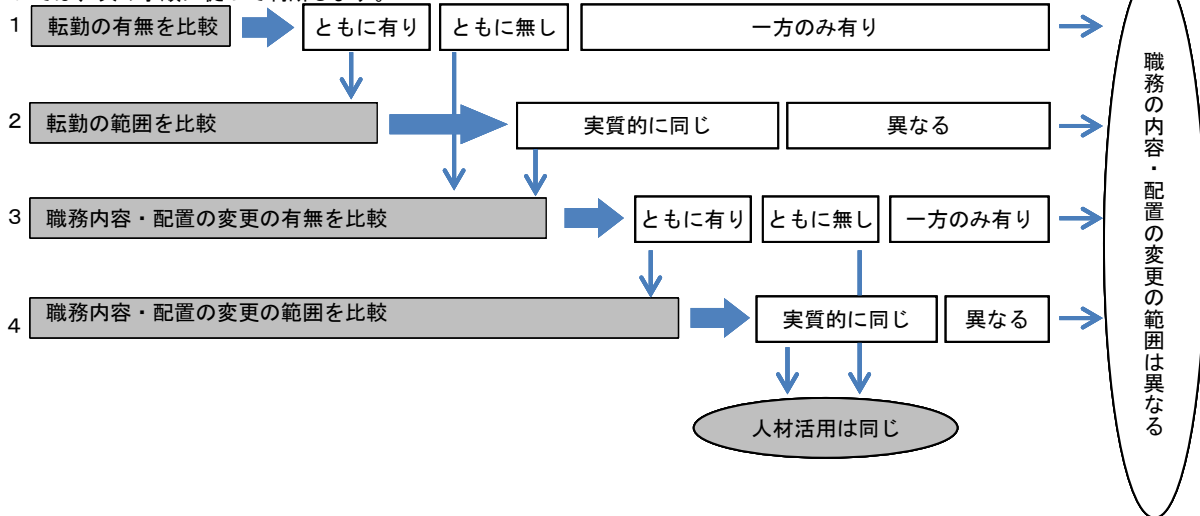 1 転勤の有無を比較 ともに有り ともに無し 一方のみ有り
2 転勤の範囲を比較 実質的に同じ 異なる
3 職務内容・配置の変更の有無を比較 ともに有り ともに無し 一方のみ有り
4 職務内容・配置の変更の範囲を比較 実質的に同じ 異なる
人材活用は同じ
職務の内容・配置の変更の範囲は異なる